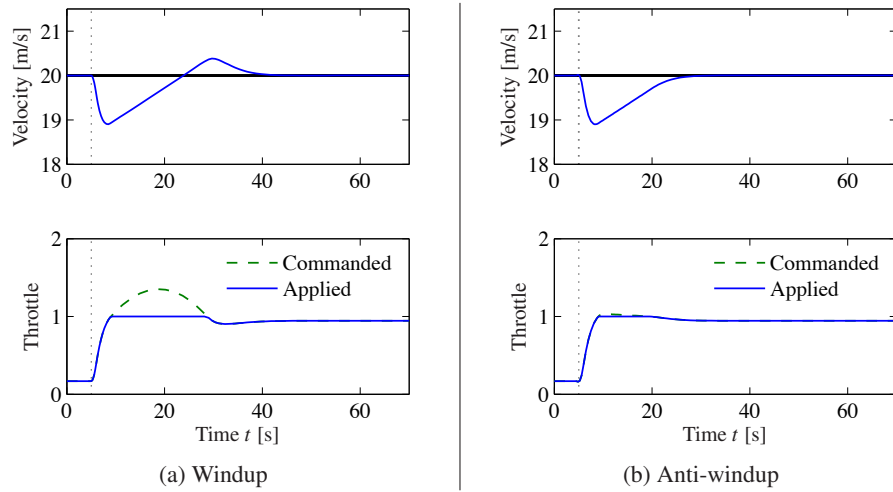 21
20
19
18
Velocity [m/s]
0
20
40
60
2
1
0
Throttle
Commanded
Applied
0
20
40
60
Time t [s]
(a) Windup
21
20
19
18
Velocity [m/s]
0
20
40
60
2
1
0
Throttle
Commanded
Applied
0
20
40
60
Time t [s]
(b) Anti-windup